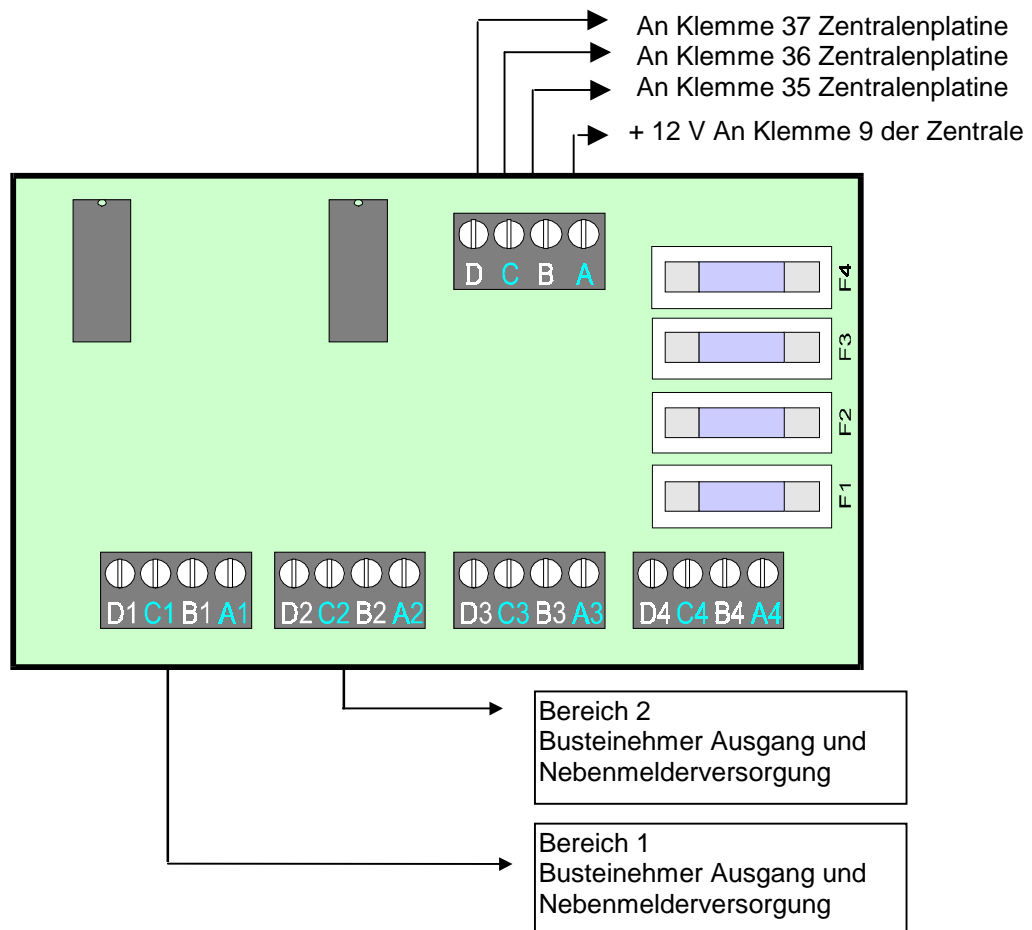 An Klemme 37 Zentralenplatine
An Klemme 36 Zentralenplatine
An Klemme 35 Zentralenplatine
+ 12 V An Klemme 9 der Zentrale
D C B A
F4
F3
F2
F1
D1 C1 B1 A1 D2 C2 B2 A2 D3 C3 B3 A3 D4 C4 B4 A4
Bereich 2
Busteinehmer Ausgang und
Nebenmelderversorgung
Bereich 1
Busteinehmer Ausgang und
Nebenmelderversorgung